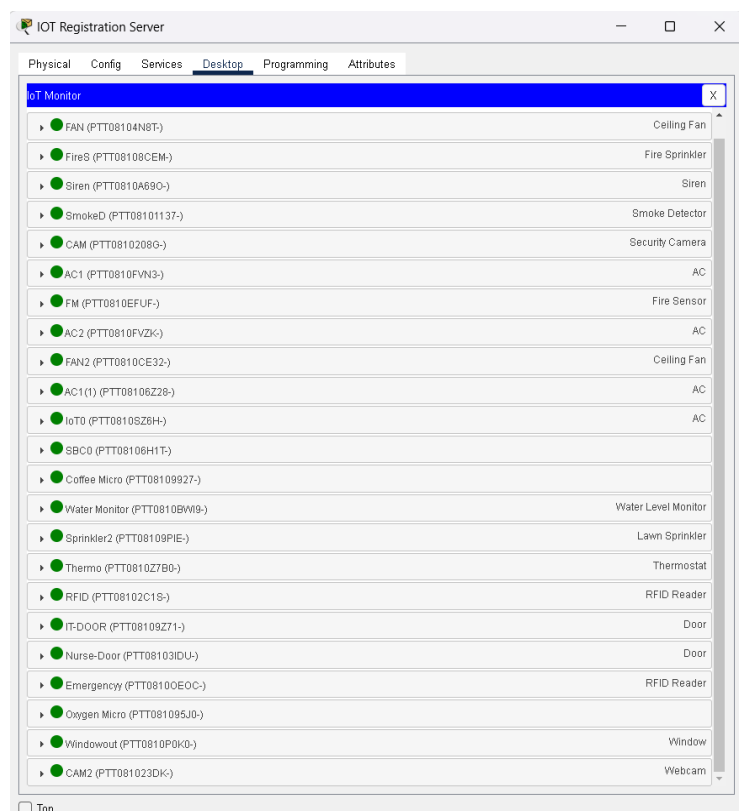 IOT Registration Server
Physical Config Services Desktop Programming Attributes
IoT Monitor X
FAN (PTT08104N8T-) Ceiling Fan
FireS (PTT08108CEM-) Fire Sprinkler
Siren (PTT0810A69O-) Siren
SmokeD (PTT08101137-) Smoke Detector
CAM (PTT0810208G-) Security Camera
AC1 (PTT0810FVN3-) AC
FM (PTT0810EFUF-) Fire Sensor
AC2 (PTT0810FVZK-) AC
FAN2 (PTT0810CE32-) Ceiling Fan
AC1(1) (PTT08106Z28-) AC
IoT0 (PTT0810SZ6H-) AC
SBC0 (PTT08106H1T-)
Coffee Micro (PTT08109927-)
Water Monitor (PTT0810BWI9-) Water Level Monitor
Sprinkler2 (PTT08109PIE-) Lawn Sprinkler
Thermo (PTT0810Z7B0-) Thermostat
RFID (PTT08102C1S-) RFID Reader
IT-DOOR (PTT08109Z71-) Door
Nurse-Door (PTT08103IDU-) Door
Emergencyy (PTT0810OEOC-) RFID Reader
Oxygen Micro (PTT081095J0-)
Windowout (PTT0810P0K0-) Window
CAM2 (PTT081023DK-) Webcam
Top